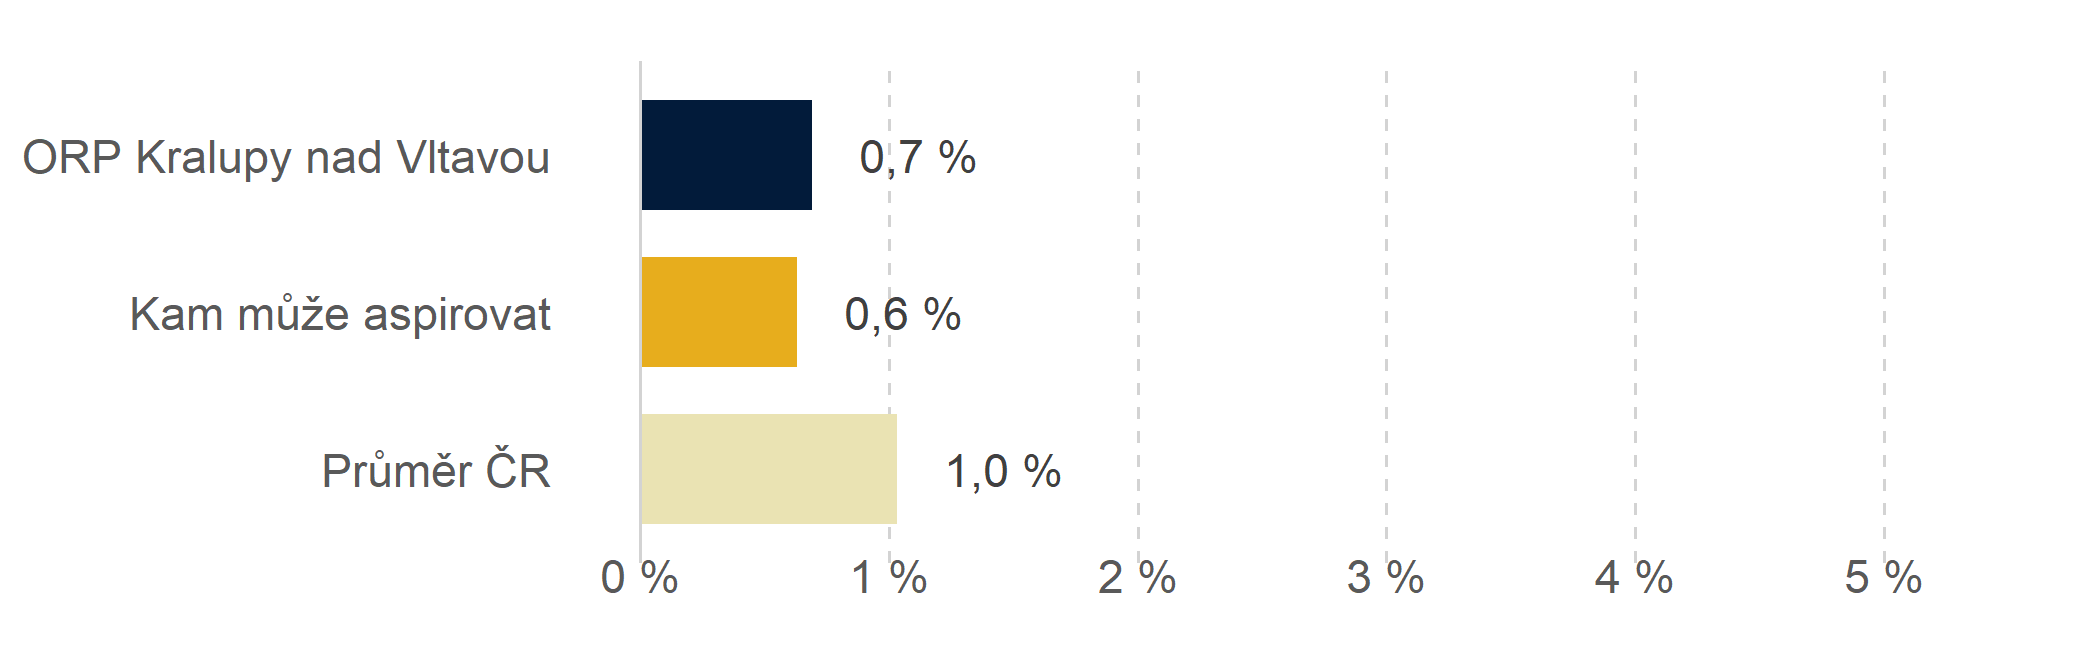 ORP Kralupy nad Vltavou
0,7 %
Kam může aspirovat
0,6 %
Průměr ČR
1,0 %
0 % 1 % 2 % 3 % 4 % 5 %